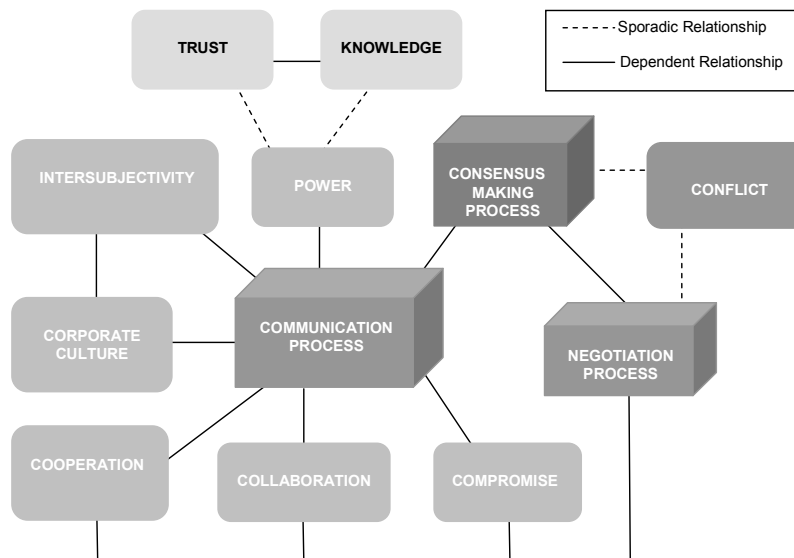 TRUST
KNOWLEDGE
Sporadic Relationship
Dependent Relationship
INTERSUBJECTIVITY
POWER
CONSENSUS
MAKING
PROCESS
CONFLICT
CORPORATE
CULTURE
COMMUNICATION
PROCESS
NEGOTIATION
PROCESS
COOPERATION
COLLABORATION
COMPROMISE